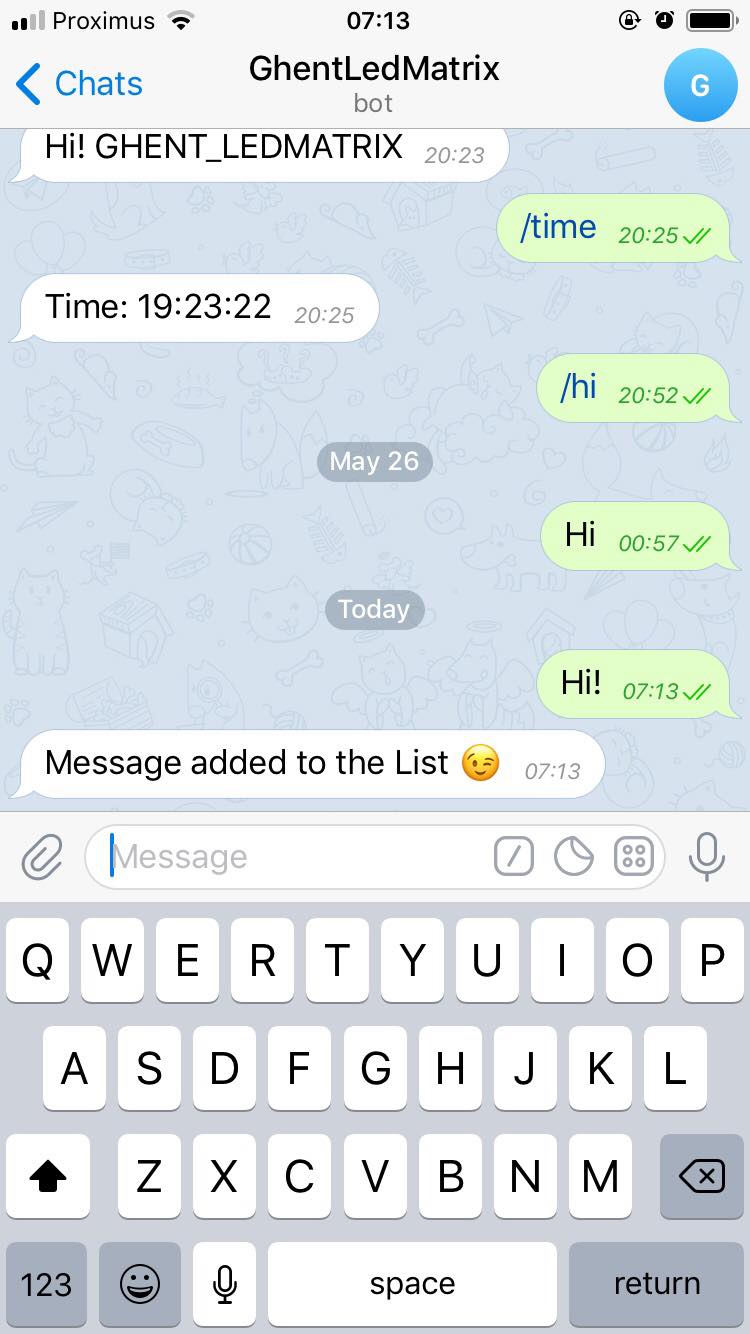 Proximus 07:13
Chats GhentLedMatrix G
bot
Hi! GHENT_LEDMATRIX 20:23
/time 20:25
Time: 19:23:22 20:25
/hi 20:52
May 26
Hi 00:57
Today
Hi! 07:13
Message added to the List 😉 07:13
Message
Q W E R T Y U I O P
A S D F G H J K L
Z X C V B N M
123 space return